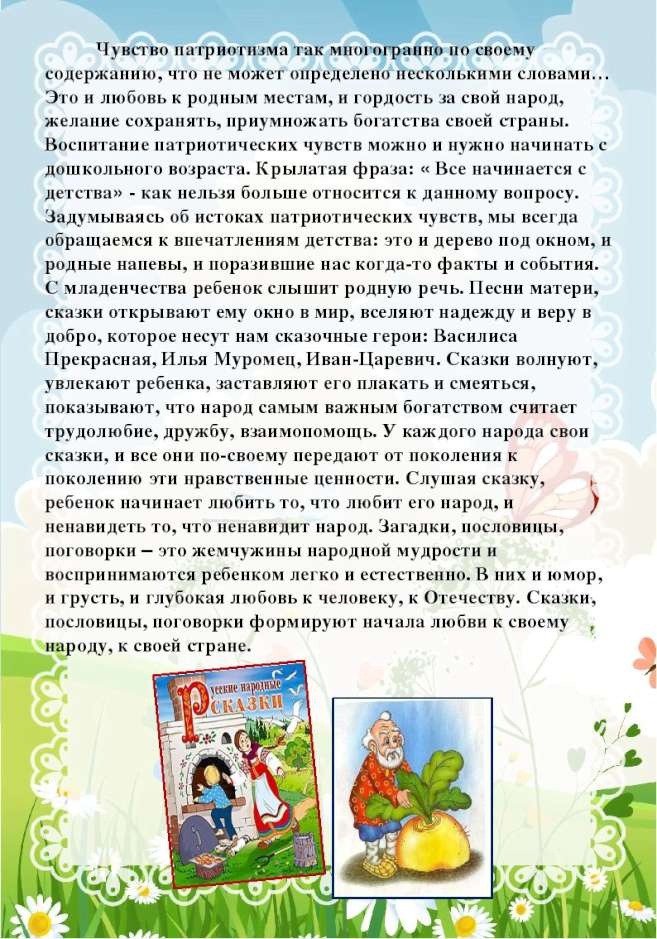 Чувство патриотизма так многогранно по своему
содержанию, что не может определено несколькими словами…
Это и любовь к родным местам, и гордость за свой народ,
желание сохранять, приумножать богатства своей страны.
Воспитание патриотических чувств можно и нужно начинать с
дошкольного возраста. Крылатая фраза: « Все начинается с
детства» - как нельзя больше относится к данному вопросу.
Задумываясь об истоках патриотических чувств, мы всегда
обращаемся к впечатлениям детства: это и дерево под окном, и
родные напевы, и поразившие нас когда-то факты и события.
С младенчества ребенок слышит родную речь. Песни матери,
сказки открывают ему окно в мир, вселяют надежду и веру в
добро, которое несут нам сказочные герои: Василиса
Прекрасная, Илья Муромец, Иван-Царевич. Сказки волнуют,
увлекают ребенка, заставляют его плакать и смеяться,
показывают, что народ самым важным богатством считает
трудолюбие, дружбу, взаимопомощь. У каждого народа свои
сказки, и все они по-своему передают от поколения к
поколению эти нравственные ценности. Слушая сказку,
ребенок начинает любить то, что любит его народ, и
ненавидеть то, что ненавидит народ. Загадки, пословицы,
поговорки – это жемчужины народной мудрости и
воспринимаются ребенком легко и естественно. В них и юмор,
и грусть, и глубокая любовь к человеку, к Отечеству. Сказки,
пословицы, поговорки формируют начала любви к своему
народу, к своей стране.
Русские народные
сказки